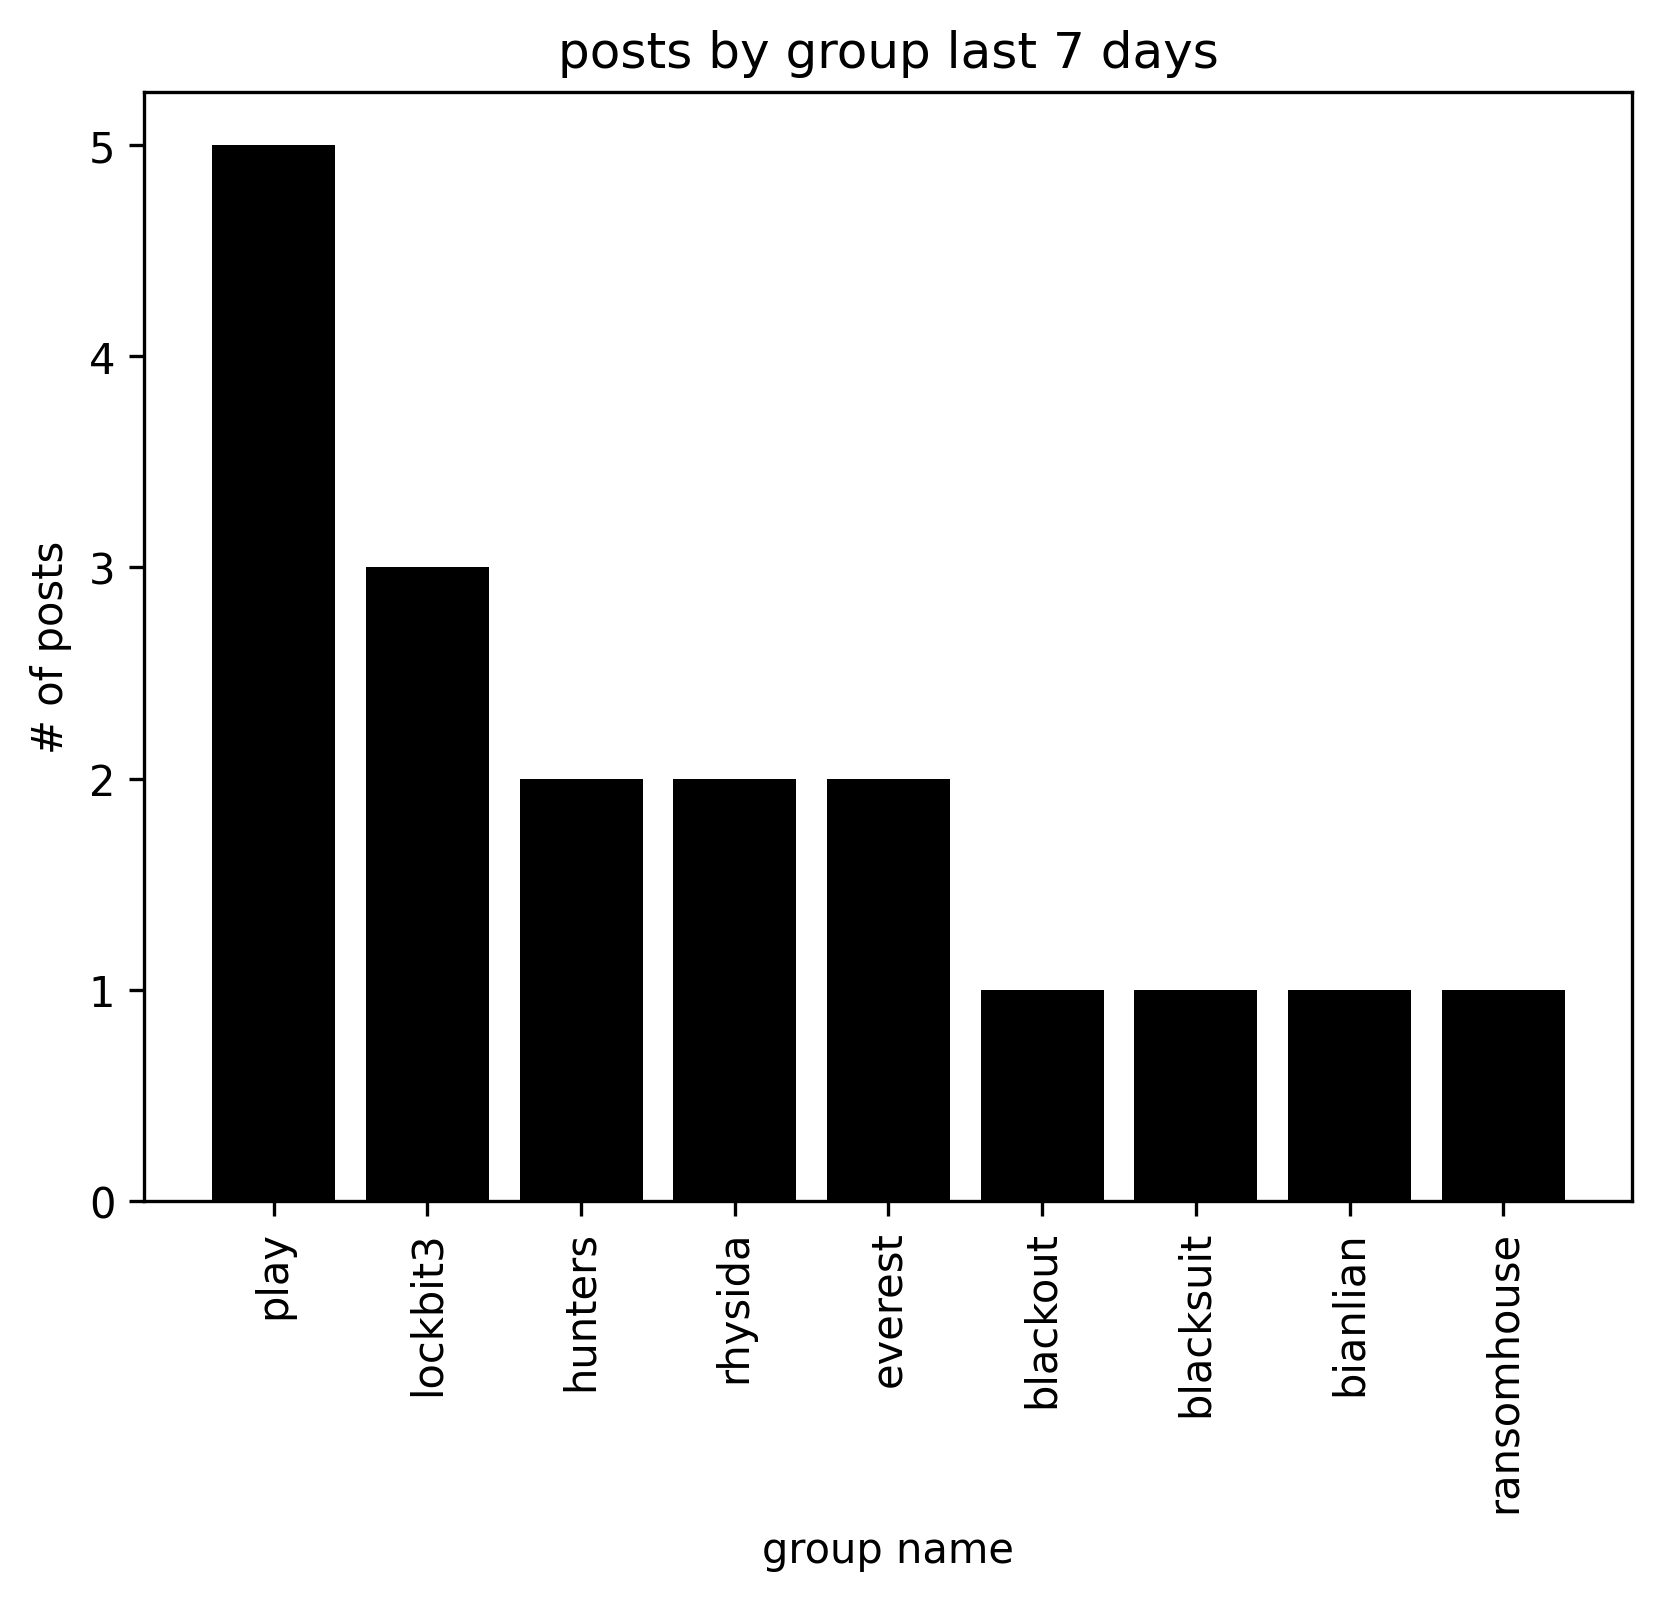 posts by group last 7 days
5
4
3
2
1
0
# of posts
play
lockbit3
hunters
rhysida
everest
blackout
blacksuit
bianlian
ransomhouse
group name